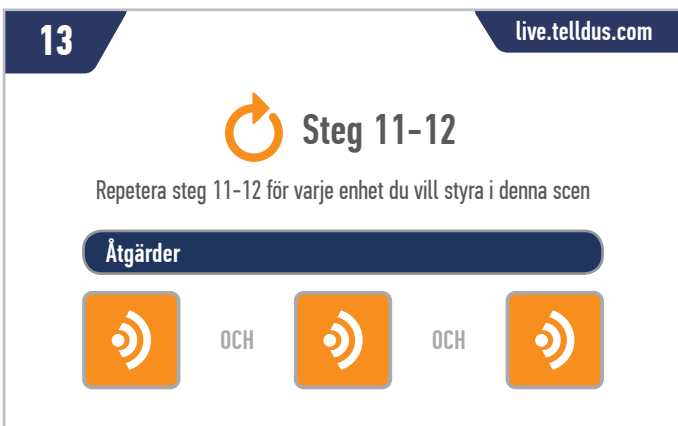 13
live.telldus.com
Steg 11-12
Repetera steg 11-12 för varje enhet du vill styra i denna scen
Åtgärder
OCH OCH